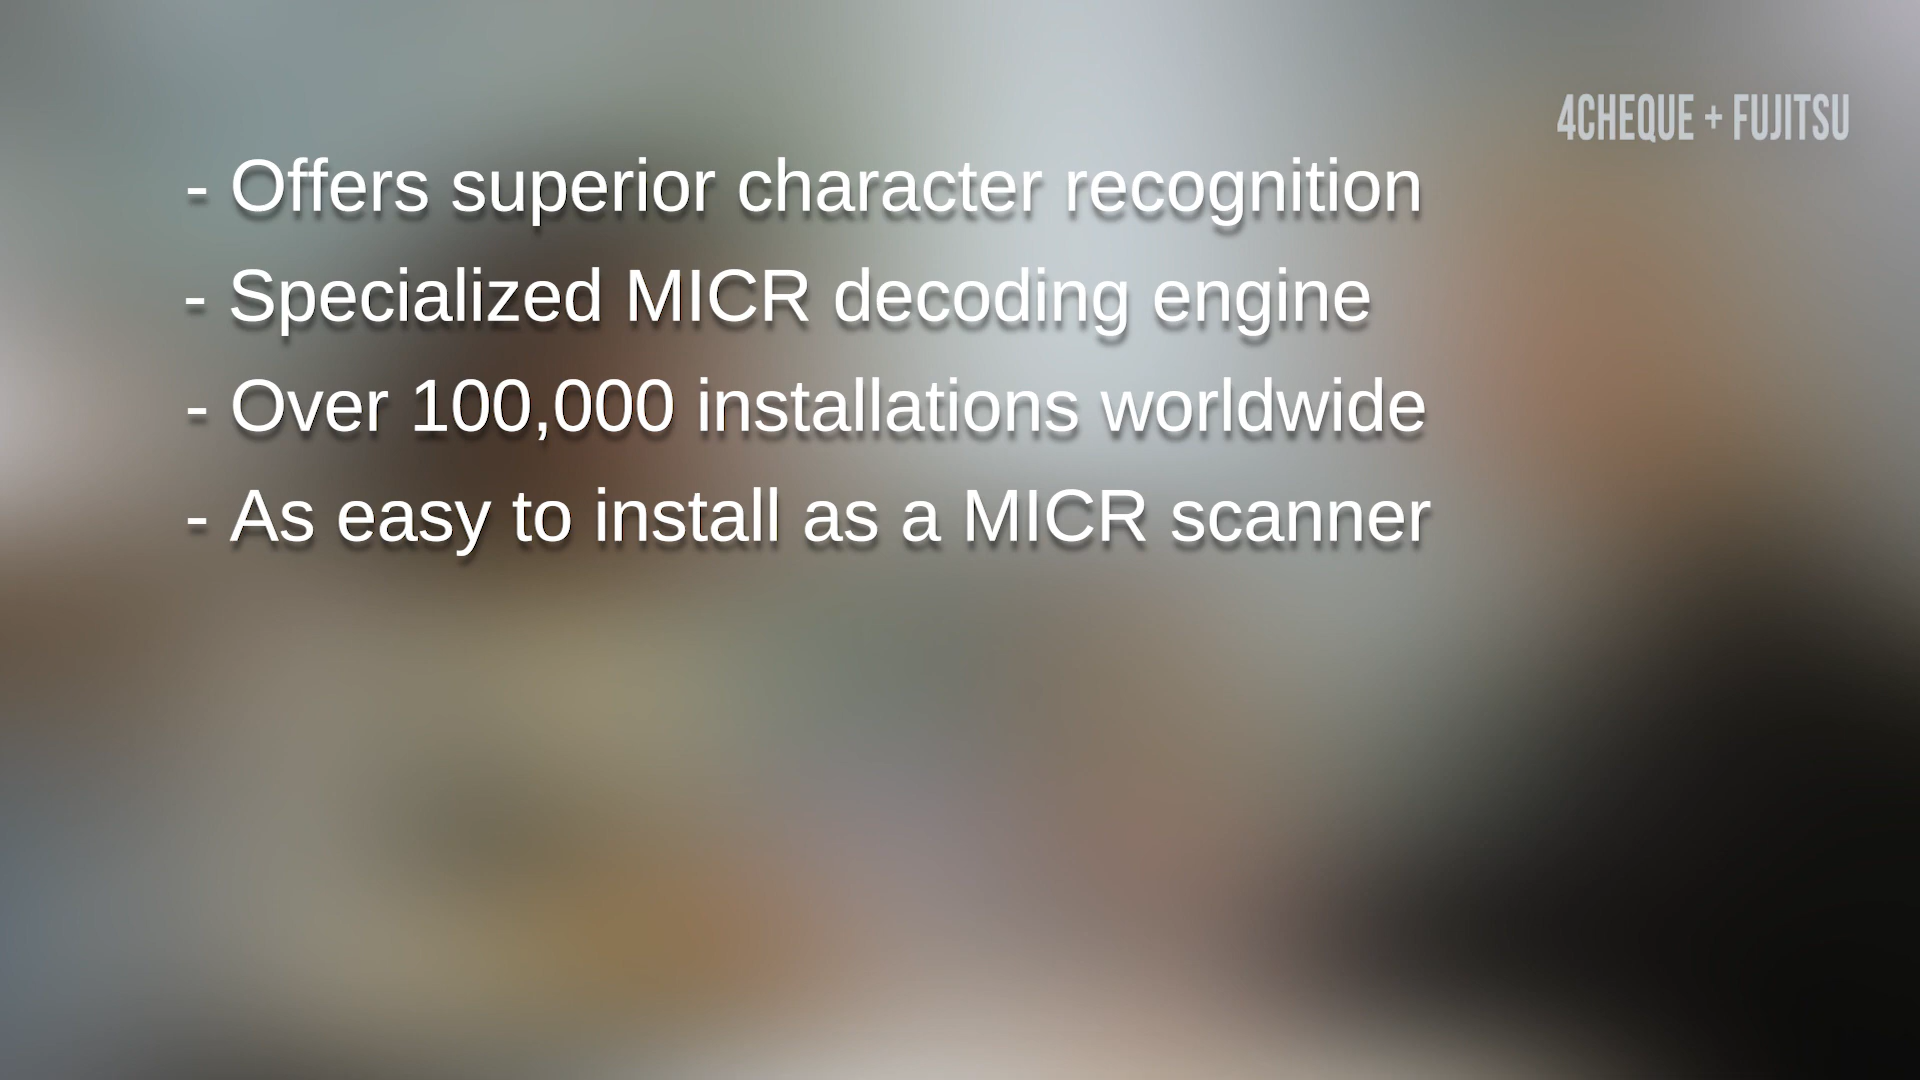 4CHEQUE + FUJITSU
- Offers superior character recognition
- Specialized MICR decoding engine
- Over 100,000 installations worldwide
- As easy to install as a MICR scanner